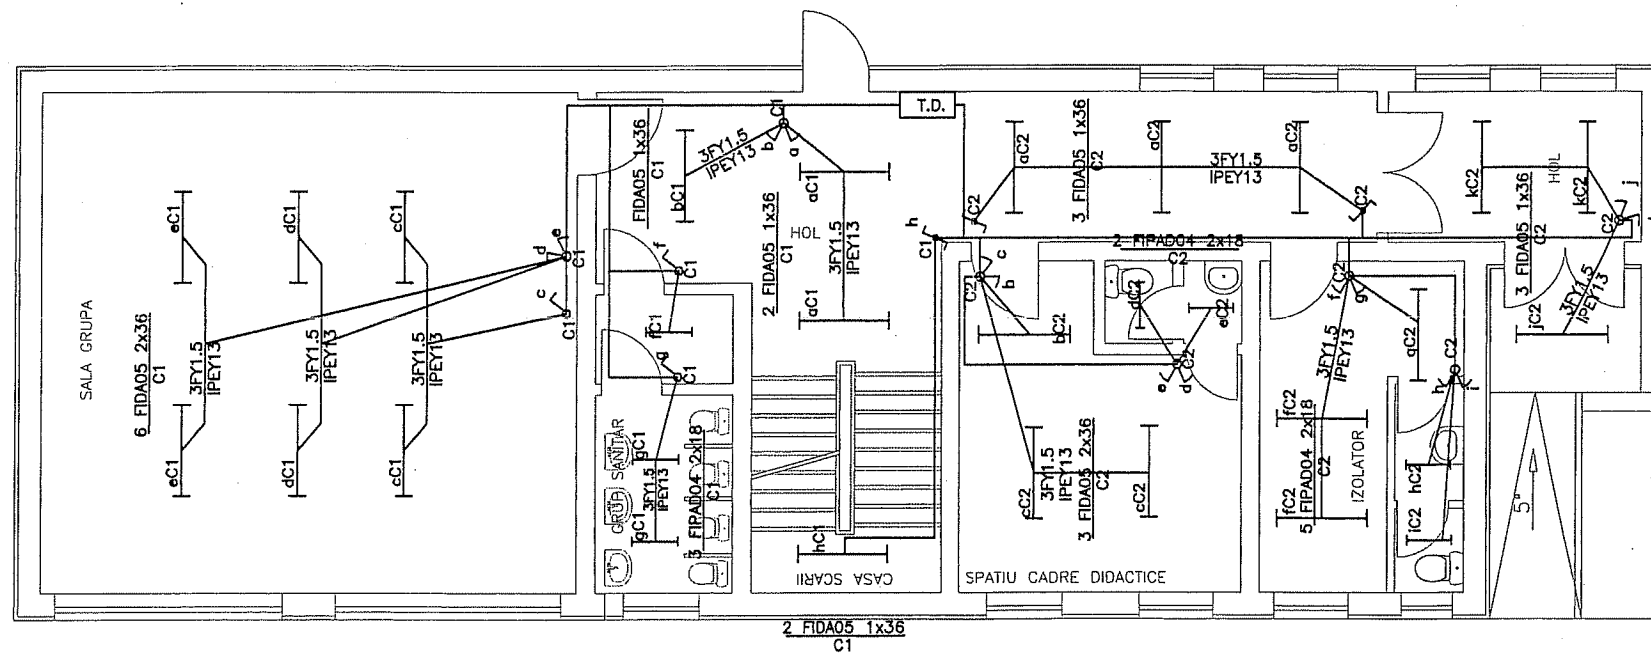 SALA GRUPA
6 FIDA05 2x36
C1
eC1
dC1
cC1
eC1
dC1
cC1
3FY1.5
IPEY13
3FY1.5
IPEY13
3FY1.5
IPEY13
e
d
C1
c
C1
FIDA05 1x36
C1
bC1
3FY1.5
IPEY13
C1
b
a
aC1
HOL
2 FIDA05 1x36
C1
3FY1.5
IPEY13
aC1
f
C1
fC1
g
C1
gC1
GRUP SANITAR
3FY1.5
IPEY13
3 FIPAD04 2x18
C1
gC1
hC1
CASA SCARII
2 FIDA05 1x36
C1
T.D.
h
C1
C2
aC2
3 FIDA05 1x36
C2
aC2
aC2
3FY1.5
IPEY13
C2
2 FIPAD04 2x18
C2
c
C2
b
bC2
dC2
eC2
C2
e
d
cC2
3FY1.5
IPEY13
3 FIDA05 2x36
C2
cC2
SPATIU CADRE DIDACTICE
C2
f
g
gC2
3FY1.5
IPEY13
fC2
5 FIPAD04 2x18
C2
fC2
IZOLATOR
C2
h
i
hC2
iC2
kC2
HOL
kC2
3 FIDA05 1x36
C2
C2
j
3FY1.5
IPEY13
jC2
5"